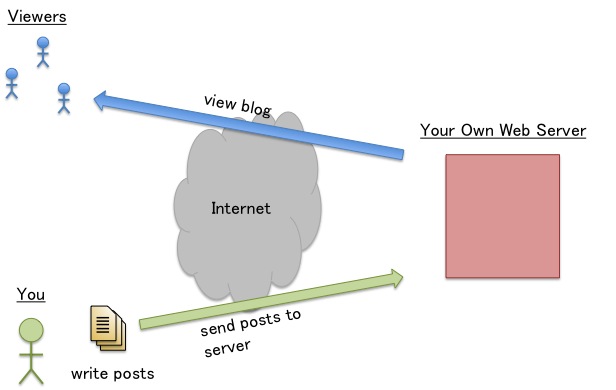 Viewers
view blog
Your Own Web Server
Internet
You
send posts to
server
write posts